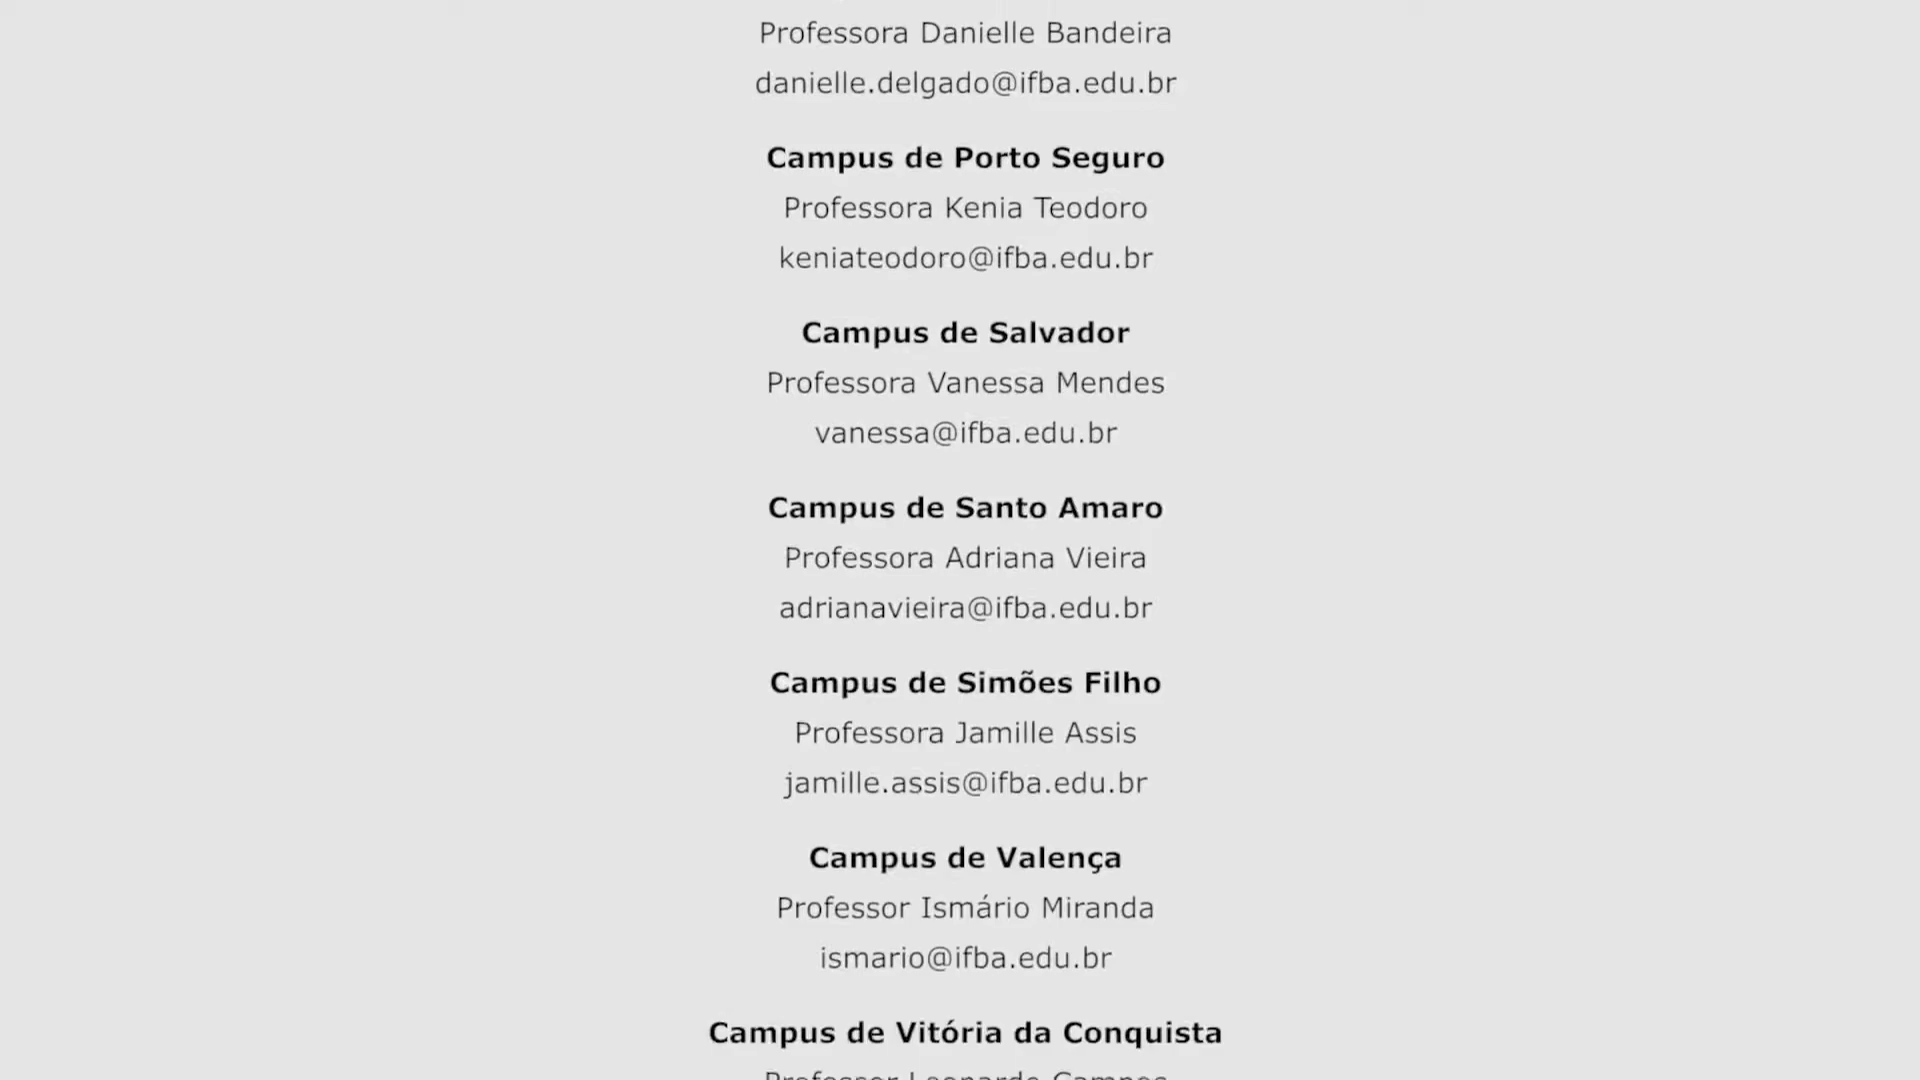 Professora Danielle Bandeira
danielle.delgado@ifba.edu.br
Campus de Porto Seguro
Professora Kenia Teodoro
keniateodoro@ifba.edu.br
Campus de Salvador
Professora Vanessa Mendes
vanessa@ifba.edu.br
Campus de Santo Amaro
Professora Adriana Vieira
adrianavieira@ifba.edu.br
Campus de Simões Filho
Professora Jamille Assis
jamille.assis@ifba.edu.br
Campus de Valença
Professor Ismário Miranda
ismario@ifba.edu.br
Campus de Vitória da Conquista
Professor Leonardo Campos